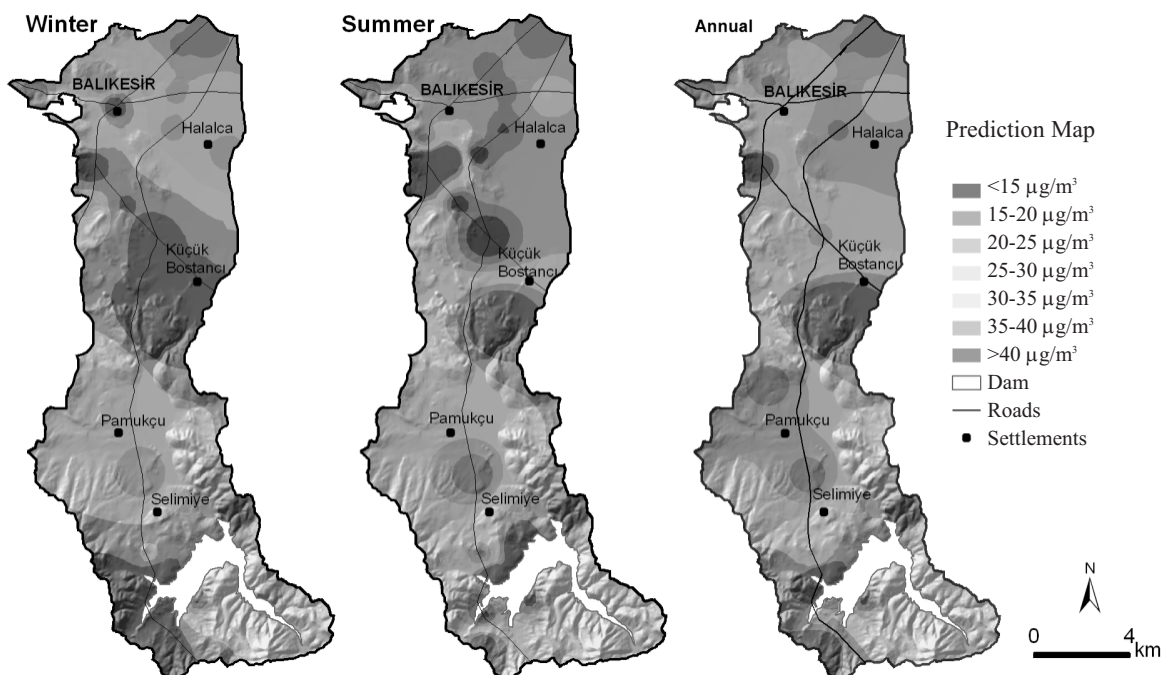 Winter
BALIKESİR
Halalca
Küçük
Bostancı
Pamukçu
Selimiye
Summer
BALIKESİR
Halalca
Küçük
Bostancı
Pamukçu
Selimiye
Annual
BALIKESİR
Halalca
Küçük
Bostancı
Pamukçu
Selimiye
Prediction Map
<15 µg/m³
15-20 µg/m³
20-25 µg/m³
25-30 µg/m³
30-35 µg/m³
35-40 µg/m³
>40 µg/m³
Dam
Roads
Settlements
N
0 4
km